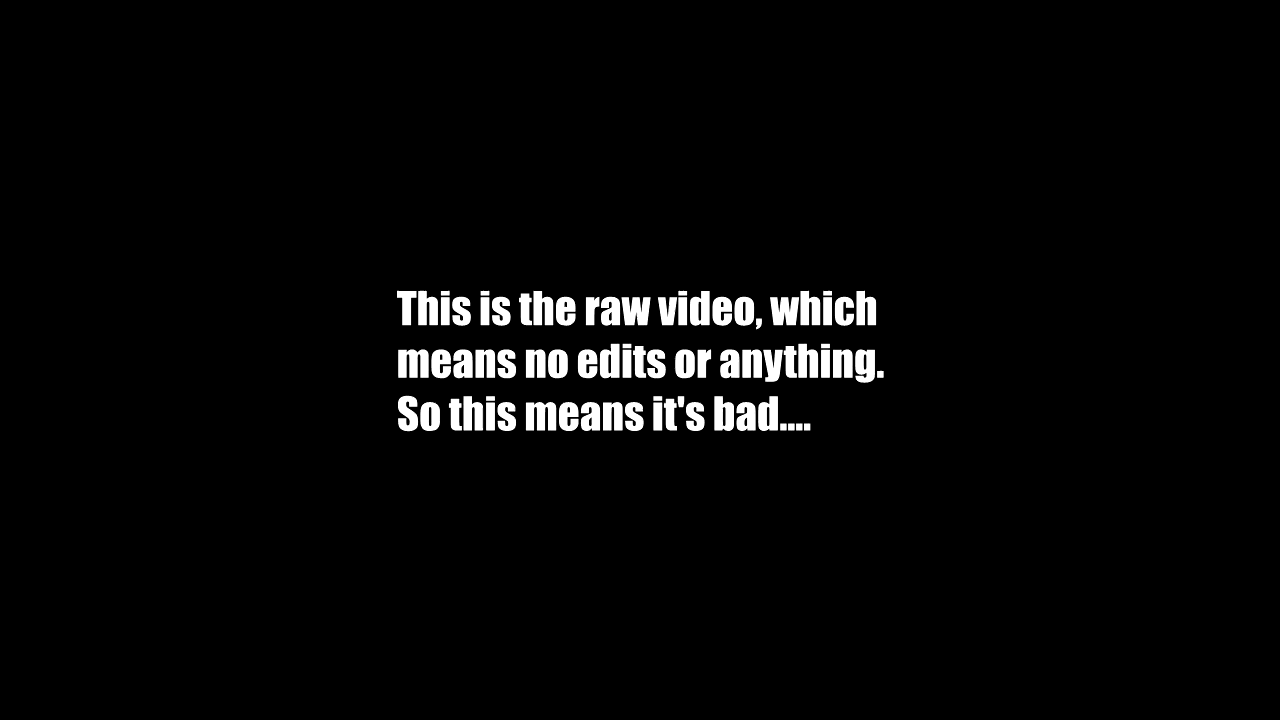 This is the raw video, which
means no edits or anything.
So this means it's bad....